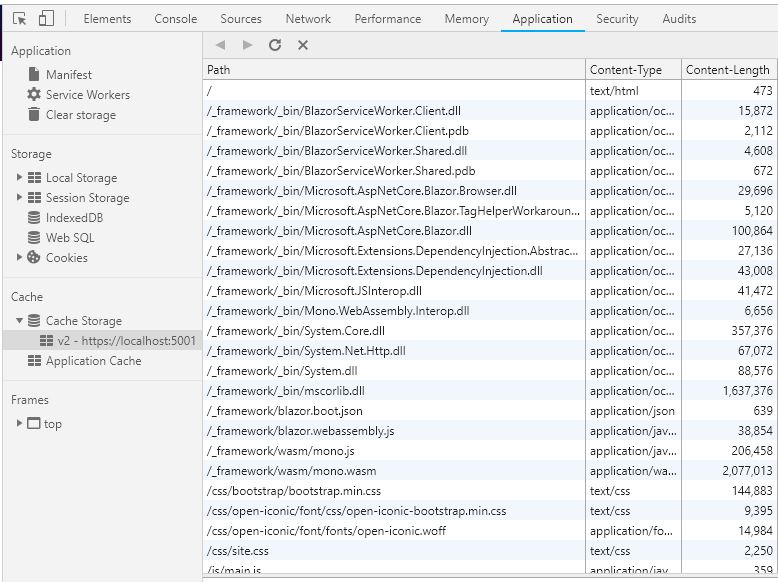 Elements Console Sources Network Performance Memory Application Security Audits
Application
Manifest
Service Workers
Clear storage
Storage
Local Storage
Session Storage
IndexedDB
Web SQL
Cookies
Cache
Cache Storage
v2 - https://localhost:5001
Application Cache
Frames
top
Path Content-Type Content-Length
/ text/html 473
/_framework/_bin/BlazorServiceWorker.Client.dll application/oc... 15,872
/_framework/_bin/BlazorServiceWorker.Client.pdb application/oc... 2,112
/_framework/_bin/BlazorServiceWorker.Shared.dll application/oc... 4,608
/_framework/_bin/BlazorServiceWorker.Shared.pdb application/oc... 672
/_framework/_bin/Microsoft.AspNetCore.Blazor.Browser.dll application/oc... 29,696
/_framework/_bin/Microsoft.AspNetCore.Blazor.TagHelperWorkaroun... application/oc... 5,120
/_framework/_bin/Microsoft.AspNetCore.Blazor.dll application/oc... 100,864
/_framework/_bin/Microsoft.Extensions.DependencyInjection.Abstrac... application/oc... 27,136
/_framework/_bin/Microsoft.Extensions.DependencyInjection.dll application/oc... 43,008
/_framework/_bin/Microsoft.JSInterop.dll application/oc... 41,472
/_framework/_bin/Mono.WebAssembly.Interop.dll application/oc... 6,656
/_framework/_bin/System.Core.dll application/oc... 357,376
/_framework/_bin/System.Net.Http.dll application/oc... 67,072
/_framework/_bin/System.dll application/oc... 88,576
/_framework/_bin/mscorlib.dll application/oc... 1,637,376
/_framework/blazor.boot.json application/json 639
/_framework/blazor.webassembly.js application/jav... 38,854
/_framework/wasm/mono.js application/jav... 206,458
/_framework/wasm/mono.wasm application/wa... 2,077,013
/css/bootstrap/bootstrap.min.css text/css 144,883
/css/open-iconic/font/css/open-iconic-bootstrap.min.css text/css 9,395
/css/open-iconic/font/fonts/open-iconic.woff application/fo... 14,984
/css/site.css text/css 2,250
/js/main.js application/jav... 359